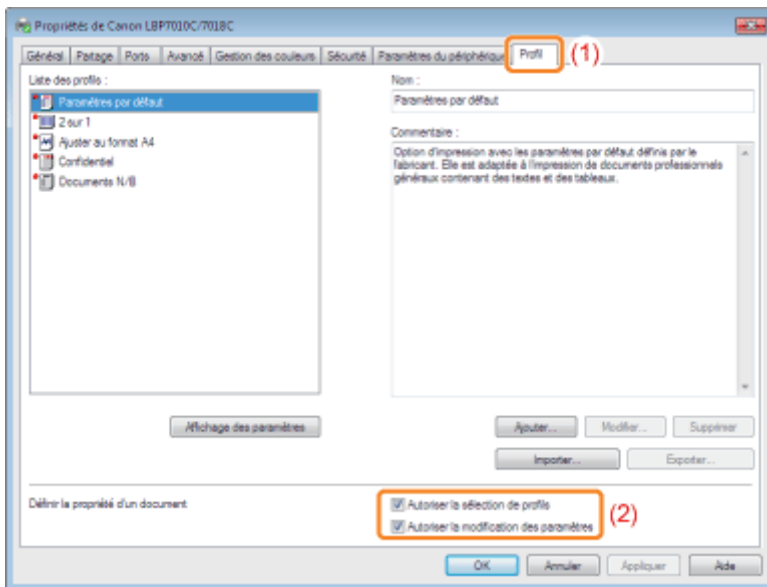 Propriétés de Canon LBP7010C/7018C
Général Partage Ports Avancé Gestion des couleurs Sécurité Paramètres du périphérique Profil (1)
Liste des profils :
Paramètres par défaut
2 sur 1
Ajuster au format A4
Confidentiel
Documents N/B
Affichage des paramètres
Nom :
Paramètres par défaut
Commentaire :
Option d'impression avec les paramètres par défaut définis par le
fabricant. Elle est adaptée à l'impression de documents professionnels
généraux contenant des textes et des tableaux.
Ajouter... Modifier... Supprimer
Importer... Exporter...
Définir la propriété d'un document
Autoriser la sélection de profils
Autoriser la modification des paramètres
(2)
OK Annuler Appliquer Aide